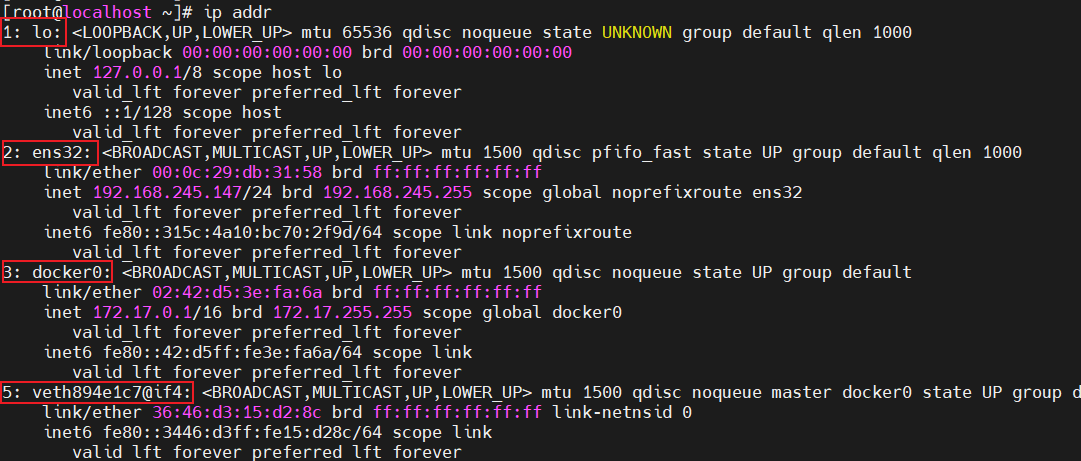 [root@localhost ~]# ip addr
1: lo: <LOOPBACK,UP,LOWER_UP> mtu 65536 qdisc noqueue state UNKNOWN group default qlen 1000
link/loopback 00:00:00:00:00:00 brd 00:00:00:00:00:00
inet 127.0.0.1/8 scope host lo
valid_lft forever preferred_lft forever
inet6 ::1/128 scope host
valid_lft forever preferred_lft forever
2: ens32: <BROADCAST,MULTICAST,UP,LOWER_UP> mtu 1500 qdisc pfifo_fast state UP group default qlen 1000
link/ether 00:0c:29:db:31:58 brd ff:ff:ff:ff:ff:ff
inet 192.168.245.147/24 brd 192.168.245.255 scope global noprefixroute ens32
valid_lft forever preferred_lft forever
inet6 fe80::315c:4a10:bc70:2f9d/64 scope link noprefixroute
valid_lft forever preferred_lft forever
3: docker0: <BROADCAST,MULTICAST,UP,LOWER_UP> mtu 1500 qdisc noqueue state UP group default
link/ether 02:42:d5:3e:fa:6a brd ff:ff:ff:ff:ff:ff
inet 172.17.0.1/16 brd 172.17.255.255 scope global docker0
valid_lft forever preferred_lft forever
inet6 fe80::42:d5ff:fe3e:fa6a/64 scope link
valid_lft forever preferred_lft forever
5: veth894e1c7@if4: <BROADCAST,MULTICAST,UP,LOWER_UP> mtu 1500 qdisc noqueue master docker0 state UP group d
link/ether 36:46:d3:15:d2:8c brd ff:ff:ff:ff:ff:ff link-netnsid 0
inet6 fe80::3446:d3ff:fe15:d28c/64 scope link
valid_lft forever preferred_lft forever